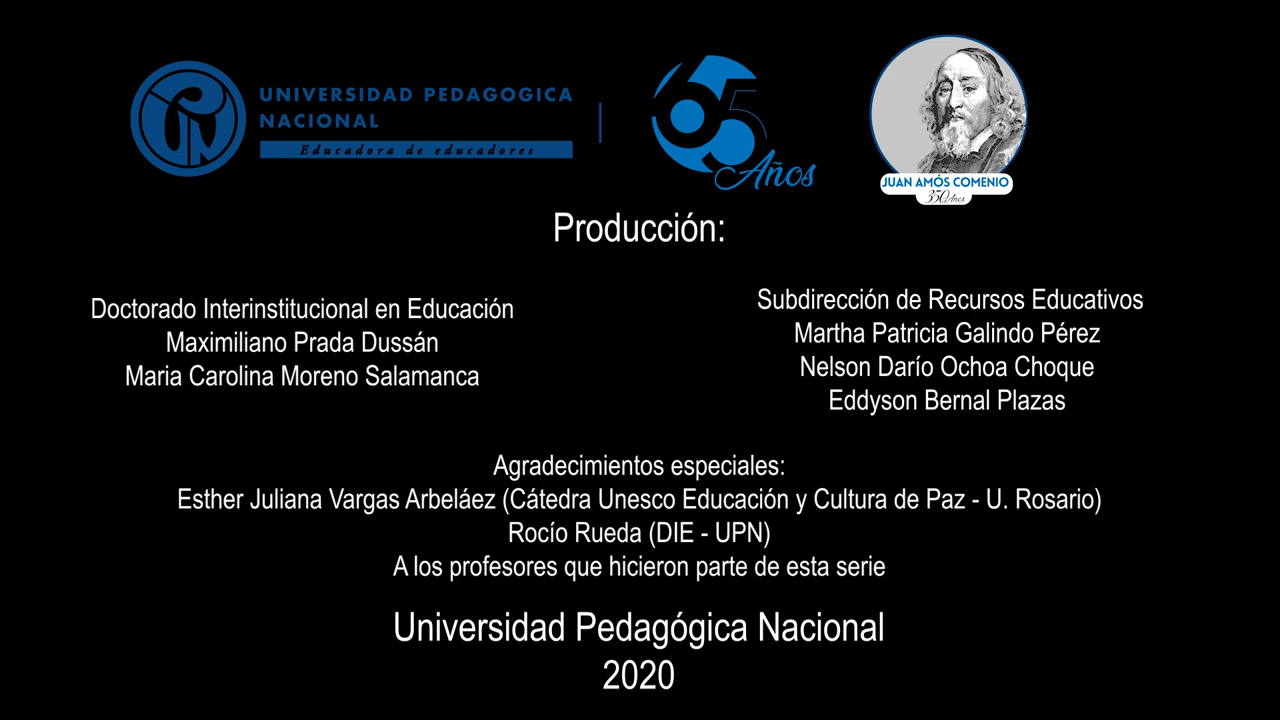 UNIVERSIDAD PEDAGOGICA
NACIONAL
Educadora de educadores
65
Años
JUAN AMÓS COMENIO
350 Años
Producción:
Doctorado Interinstitucional en Educación
Maximiliano Prada Dussán
Maria Carolina Moreno Salamanca
Subdirección de Recursos Educativos
Martha Patricia Galindo Pérez
Nelson Darío Ochoa Choque
Eddyson Bernal Plazas
Agradecimientos especiales:
Esther Juliana Vargas Arbeláez (Cátedra Unesco Educación y Cultura de Paz - U. Rosario)
Rocío Rueda (DIE - UPN)
A los profesores que hicieron parte de esta serie
Universidad Pedagógica Nacional
2020